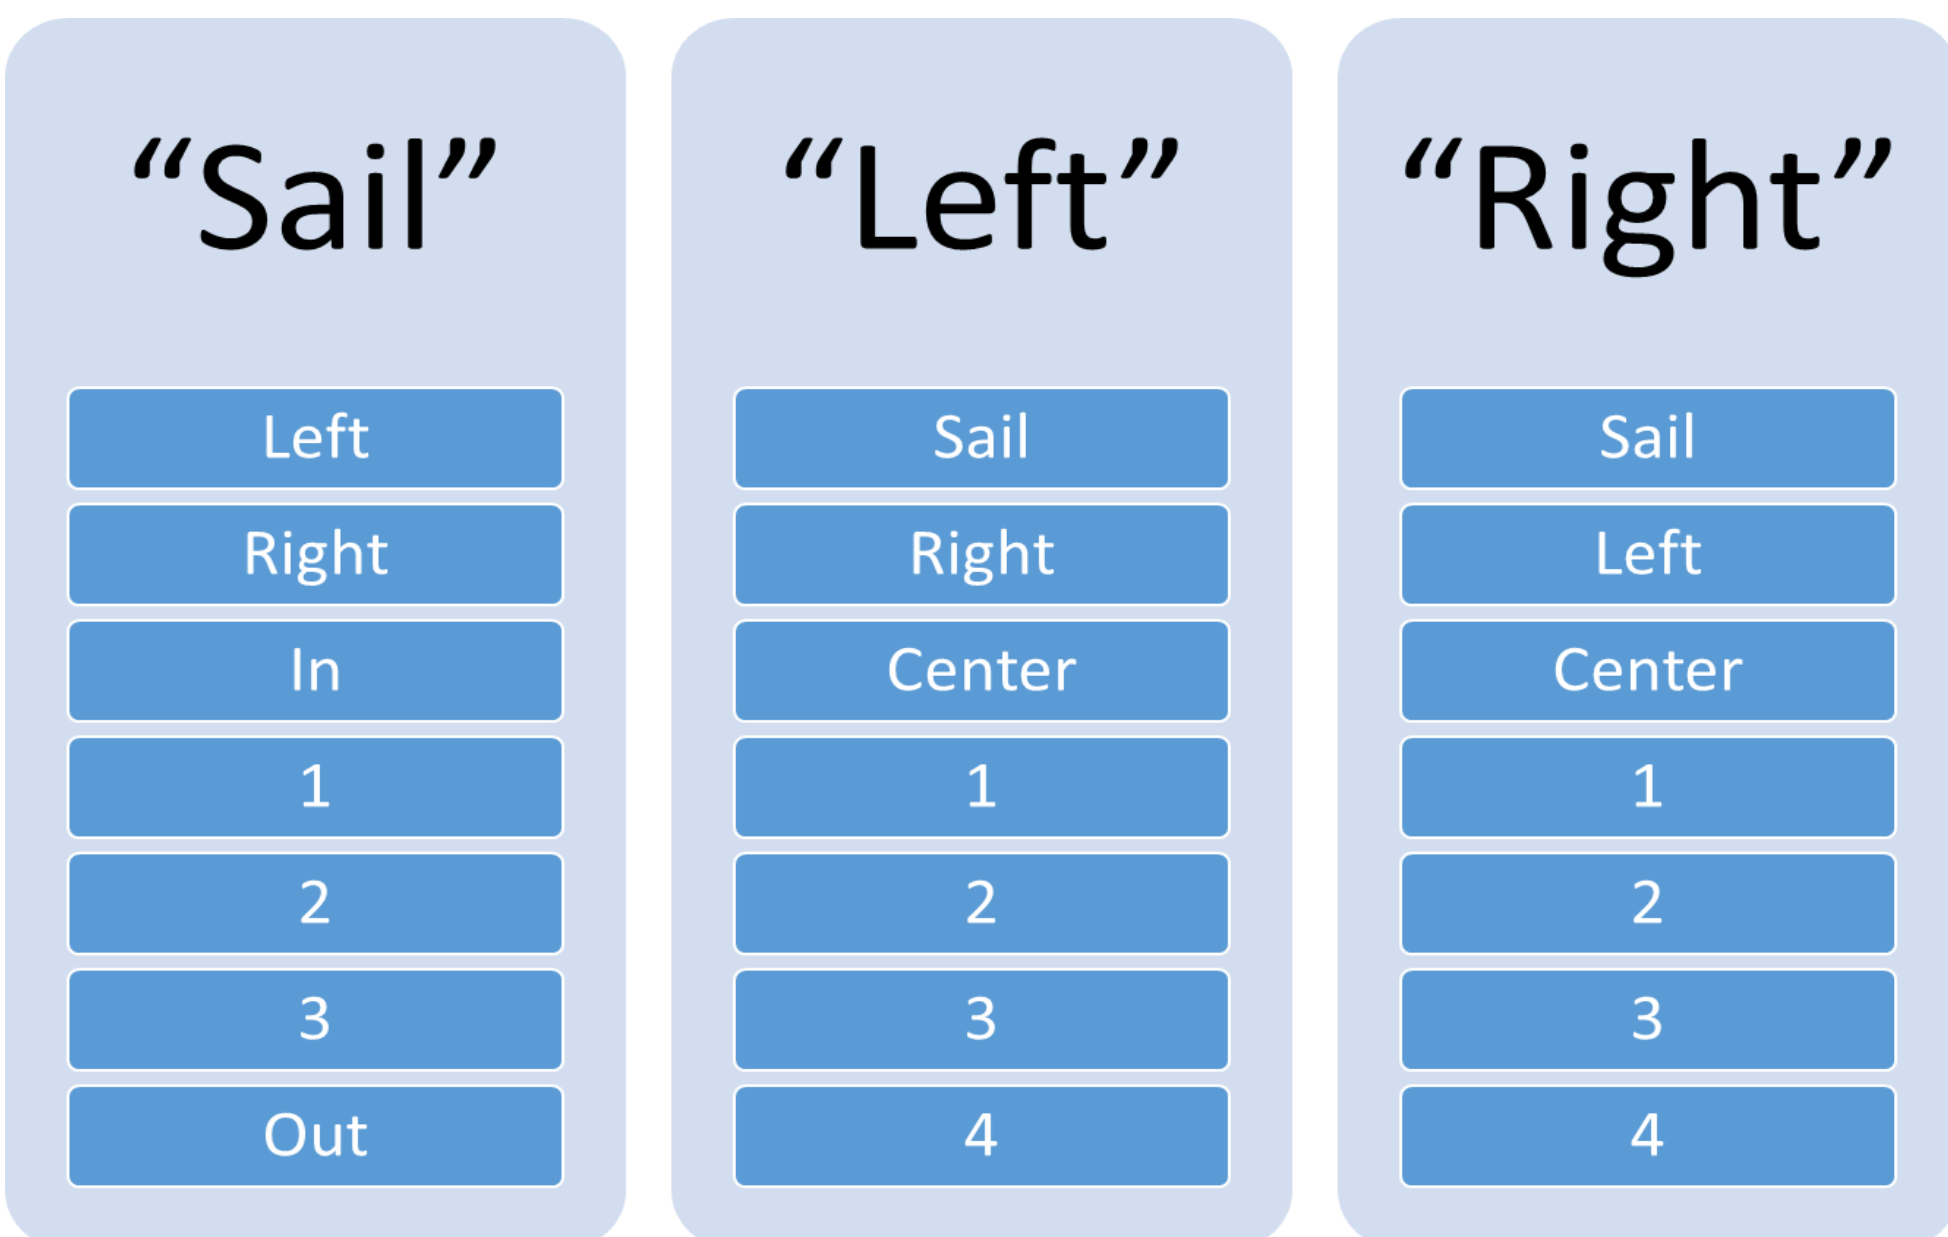 “Sail”
Left
Right
In
1
2
3
Out
“Left”
Sail
Right
Center
1
2
3
4
“Right”
Sail
Left
Center
1
2
3
4